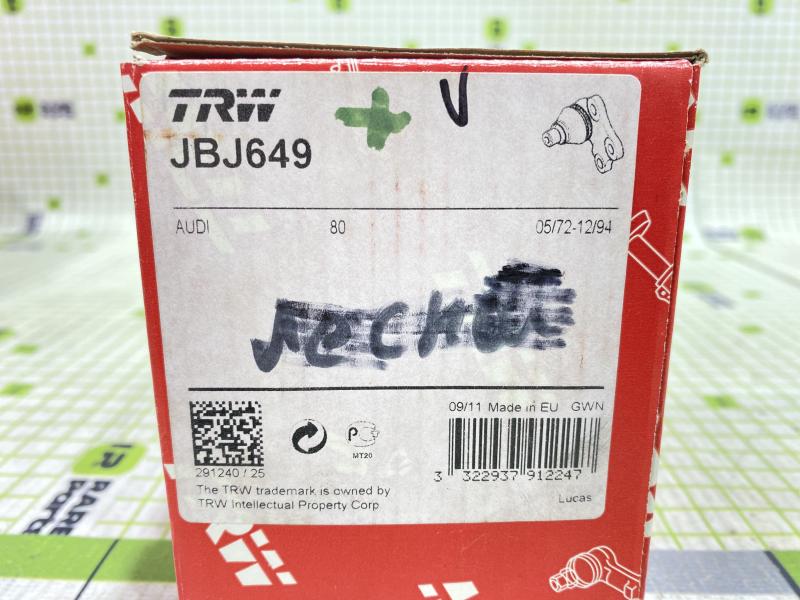 TRW
V
JBJ649
AUDI 80 05/72-12/94
09/11 Made in EU GWN
MT20
291240 / 25
3 322937 912247
The TRW trademark is owned by
TRW Intellectual Property Corp
Lucas
RARE